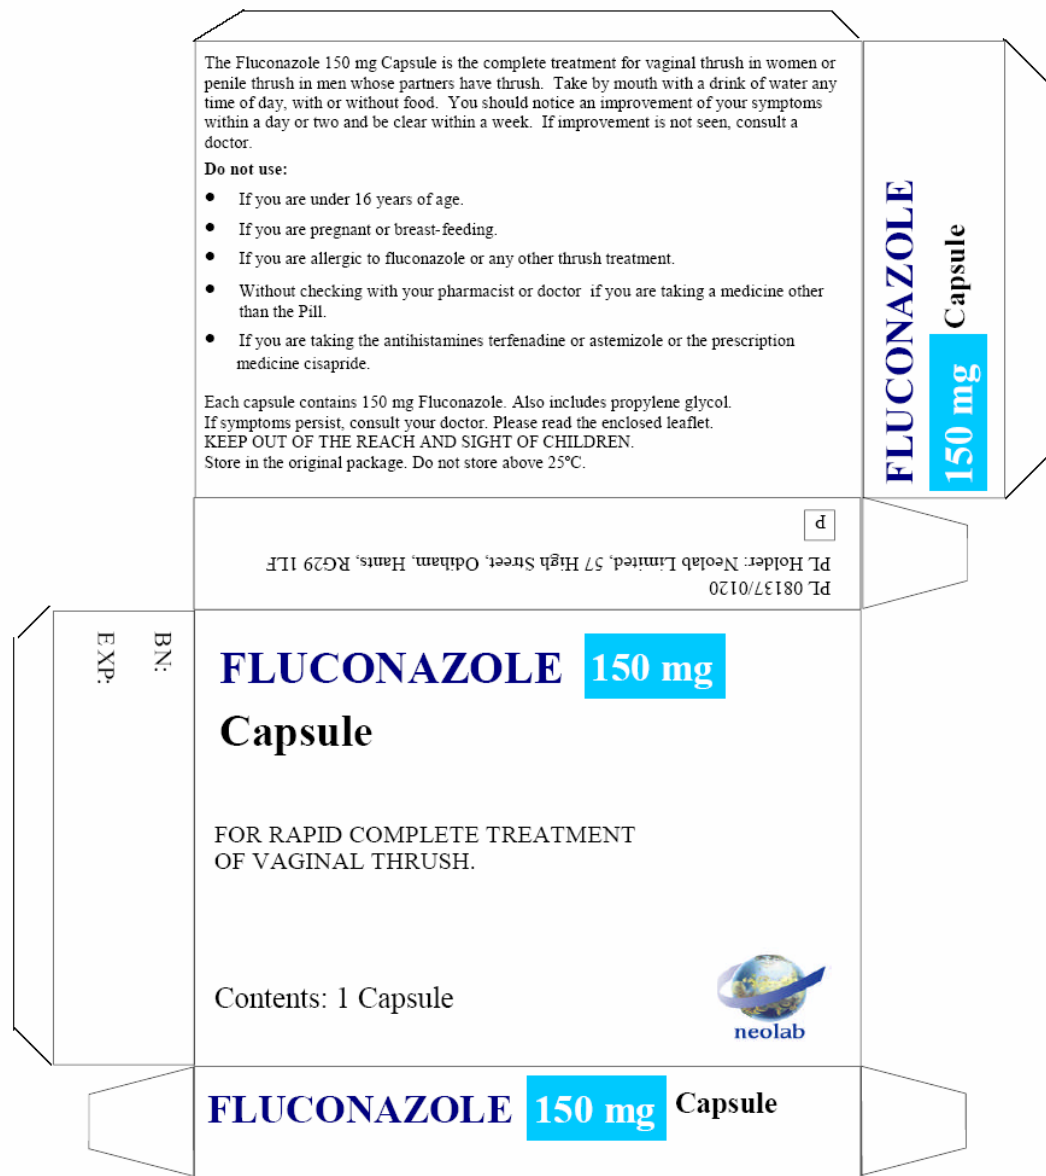 The Fluconazole 150 mg Capsule is the complete treatment for vaginal thrush in women or
penile thrush in men whose partners have thrush. Take by mouth with a drink of water any
time of day, with or without food. You should notice an improvement of your symptoms
within a day or two and be clear within a week. If improvement is not seen, consult a
doctor.
Do not use:
• If you are under 16 years of age.
• If you are pregnant or breast-feeding.
• If you are allergic to fluconazole or any other thrush treatment.
• Without checking with your pharmacist or doctor if you are taking a medicine other
than the Pill.
• If you are taking the antihistamines terfenadine or astemizole or the prescription
medicine cisapride.
Each capsule contains 150 mg Fluconazole. Also includes propylene glycol.
If symptoms persist, consult your doctor. Please read the enclosed leaflet.
KEEP OUT OF THE REACH AND SIGHT OF CHILDREN.
Store in the original package. Do not store above 25°C.
FLUCONAZOLE
150 mg Capsule
PL 08137/0120
PL Holder: Neolab Limited, 57 High Street, Odiham, Hants, RG29 1LF
P
BN:
EXP:
FLUCONAZOLE 150 mg
Capsule
FOR RAPID COMPLETE TREATMENT
OF VAGINAL THRUSH.
Contents: 1 Capsule
neolab
FLUCONAZOLE 150 mg Capsule